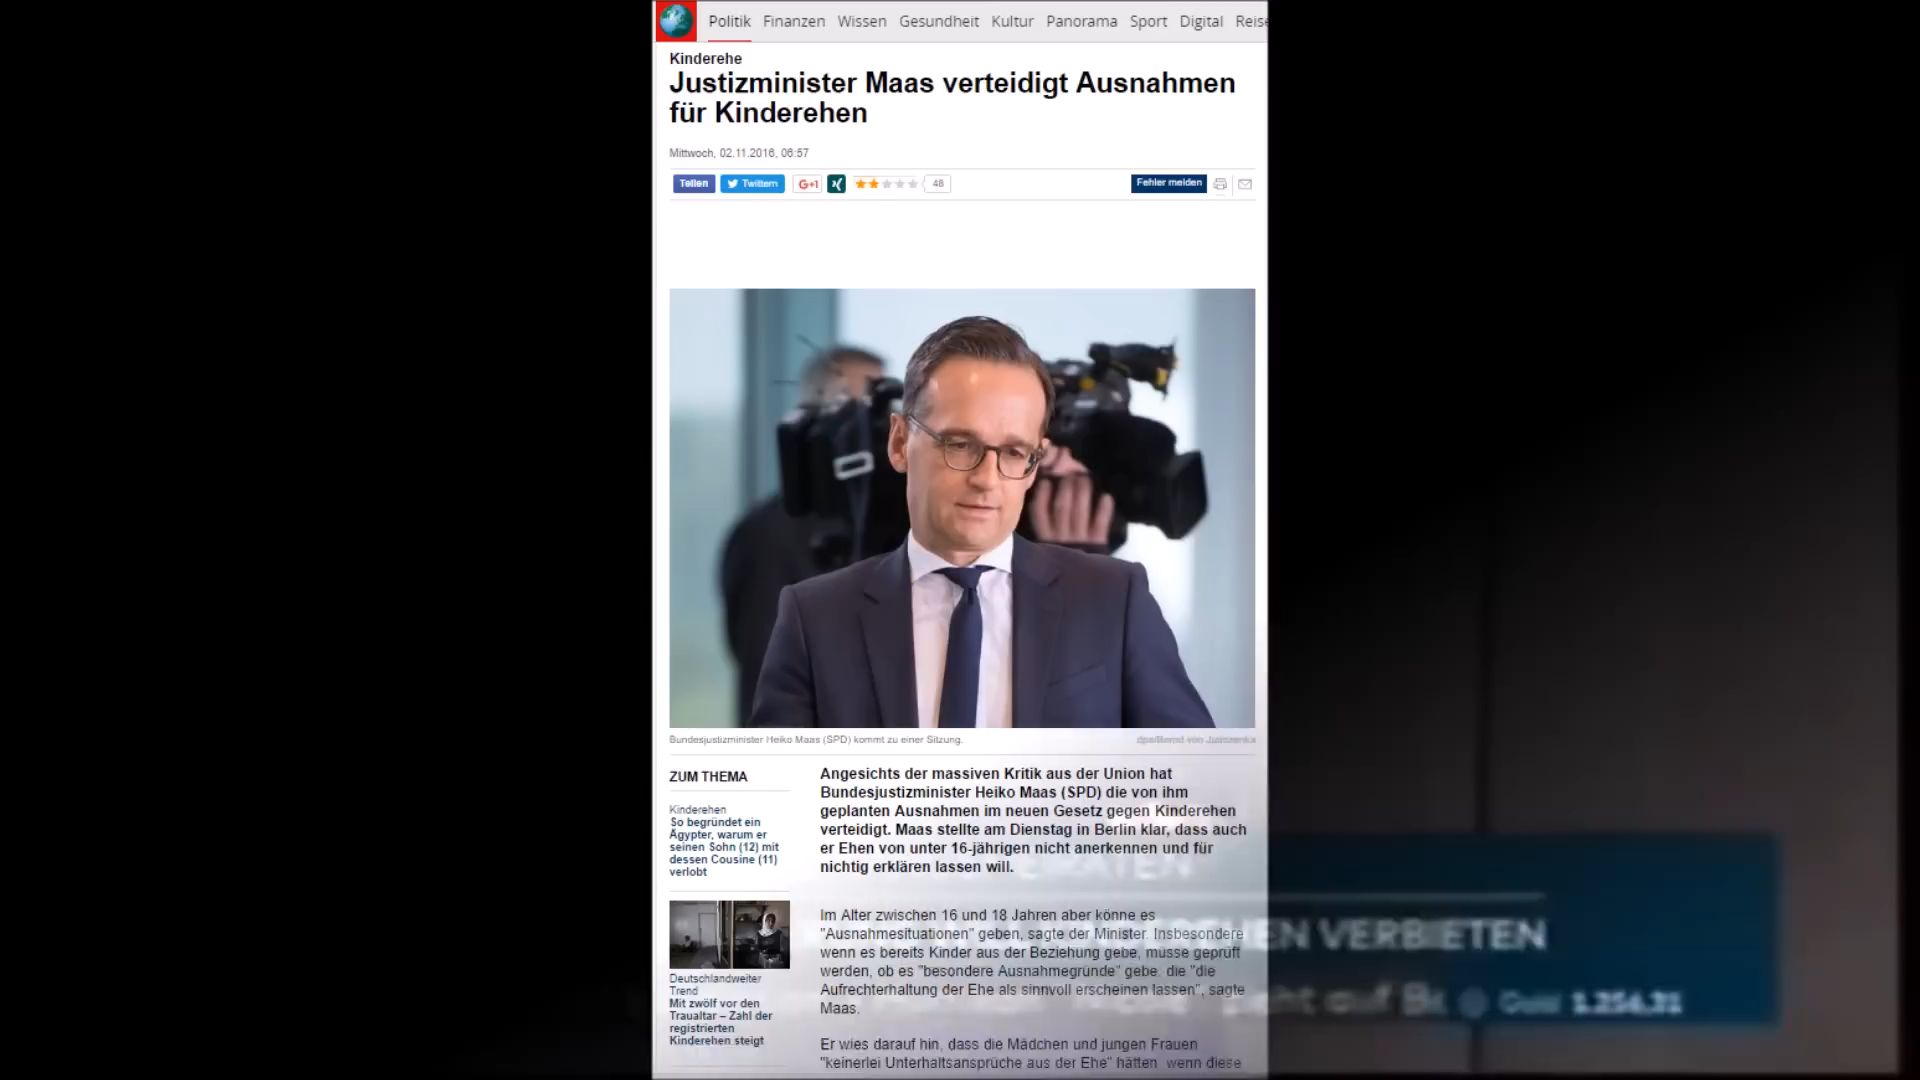 Politik Finanzen Wissen Gesundheit Kultur Panorama Sport Digital Reise
Kinderehe
Justizminister Maas verteidigt Ausnahmen
für Kinderehen
Mittwoch, 02.11.2016, 06:57
Teilen Twittern G+1 48 Fehler melden
Bundesjustizminister Heiko Maas (SPD) kommt zu einer Sitzung.
ZUM THEMA
Kinderehen
So begründet ein
Ägypter, warum er
seinen Sohn (12) mit
dessen Cousine (11)
verlobt
Deutschlandweiter
Trend
Mit zwölf vor den
Traualtar – Zahl der
registrierten
Kinderehen steigt
Angesichts der massiven Kritik aus der Union hat
Bundesjustizminister Heiko Maas (SPD) die von ihm
geplanten Ausnahmen im neuen Gesetz gegen Kinderehen
verteidigt. Maas stellte am Dienstag in Berlin klar, dass auch
er Ehen von unter 16-jährigen nicht anerkennen und für
nichtig erklären lassen will.
Im Alter zwischen 16 und 18 Jahren aber könne es
"Ausnahmesituationen" geben, sagte der Minister. Insbesondere
wenn es bereits Kinder aus der Beziehung gebe, müsse geprüft
werden, ob es "besondere Ausnahmegründe" gebe, die "die
Aufrechterhaltung der Ehe als sinnvoll erscheinen lassen", sagte
Maas.
Er wies darauf hin, dass die Mädchen und jungen Frauen
"keinerlei Unterhaltsansprüche aus der Ehe" hätten, wenn diese
VERBIETEN
geht auf
Gold 1.254,31